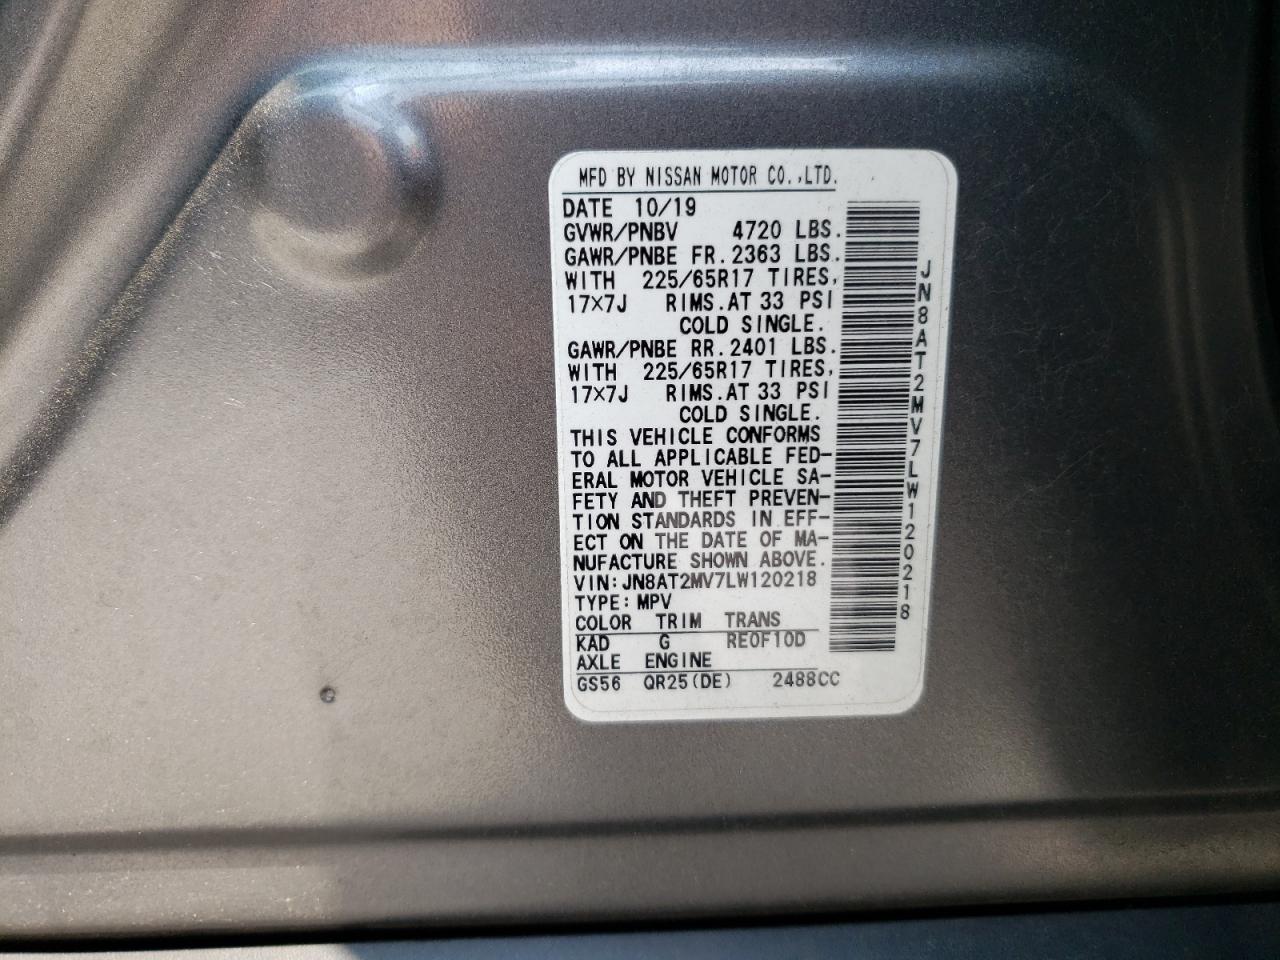 MFD BY NISSAN MOTOR CO.,LTD.
DATE 10/19
GVWR/PNBV 4720 LBS.
GAWR/PNBE FR.2363 LBS.
WITH 225/65R17 TIRES,
17×7J RIMS.AT 33 PSI
COLD SINGLE.
GAWR/PNBE RR.2401 LBS.
WITH 225/65R17 TIRES,
17×7J RIMS.AT 33 PSI
COLD SINGLE.
THIS VEHICLE CONFORMS
TO ALL APPLICABLE FED-
ERAL MOTOR VEHICLE SA-
FETY AND THEFT PREVEN-
TION STANDARDS IN EFF-
ECT ON THE DATE OF MA-
NUFACTURE SHOWN ABOVE.
VIN:JN8AT2MV7LW120218
TYPE:MPV
COLOR TRIM TRANS
KAD G RE0F10D
AXLE ENGINE
GS56 QR25(DE) 2488CC
JN8AT2MV7LW120218